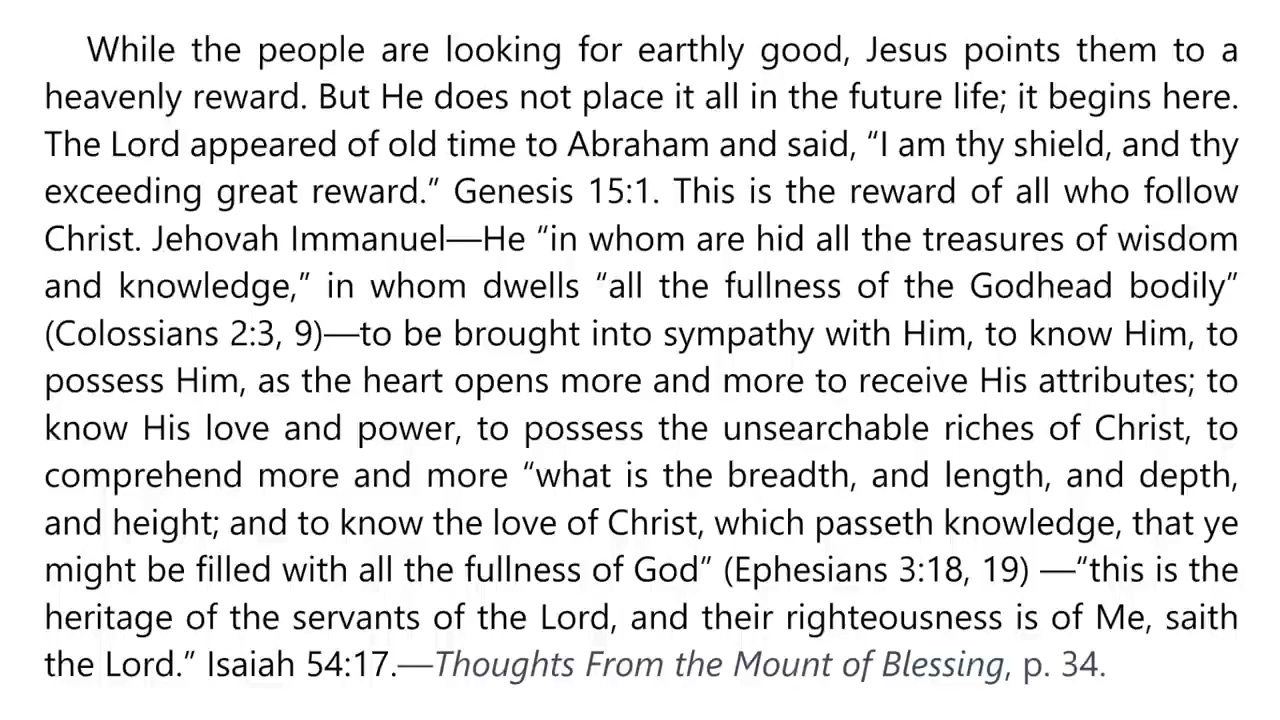 While the people are looking for earthly good, Jesus points them to a
heavenly reward. But He does not place it all in the future life; it begins here.
The Lord appeared of old time to Abraham and said, “I am thy shield, and thy
exceeding great reward.” Genesis 15:1. This is the reward of all who follow
Christ. Jehovah Immanuel—He “in whom are hid all the treasures of wisdom
and knowledge,” in whom dwells “all the fullness of the Godhead bodily”
(Colossians 2:3, 9)—to be brought into sympathy with Him, to know Him, to
possess Him, as the heart opens more and more to receive His attributes; to
know His love and power, to possess the unsearchable riches of Christ, to
comprehend more and more “what is the breadth, and length, and depth,
and height; and to know the love of Christ, which passeth knowledge, that ye
might be filled with all the fullness of God” (Ephesians 3:18, 19) —“this is the
heritage of the servants of the Lord, and their righteousness is of Me, saith
the Lord.” Isaiah 54:17.—Thoughts From the Mount of Blessing, p. 34.